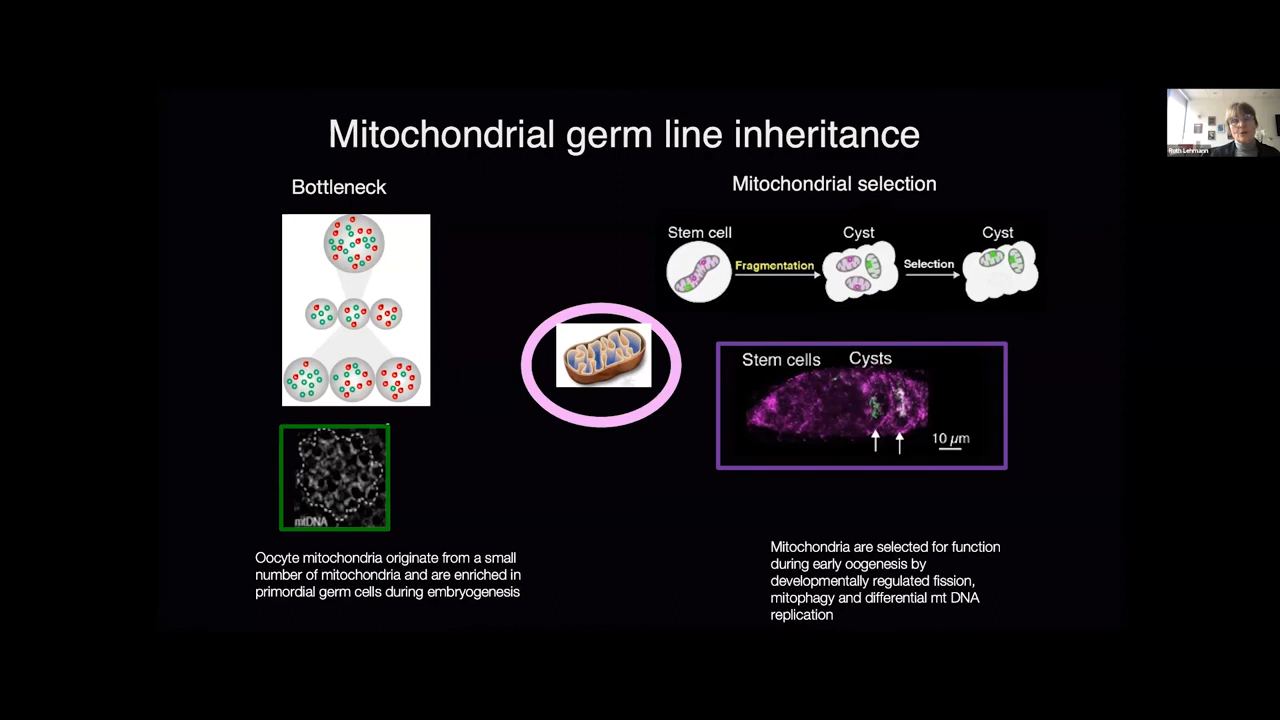 Mitochondrial germ line inheritance
Bottleneck
Mitochondrial selection
Stem cell
Cyst
Cyst
Fragmentation
Selection
Stem cells
Cysts
10 µm
mtDNA
Oocyte mitochondria originate from a small
number of mitochondria and are enriched in
primordial germ cells during embryogenesis
Mitochondria are selected for function
during early oogenesis by
developmentally regulated fission,
mitophagy and differential mt DNA
replication
Ruth Lehmann